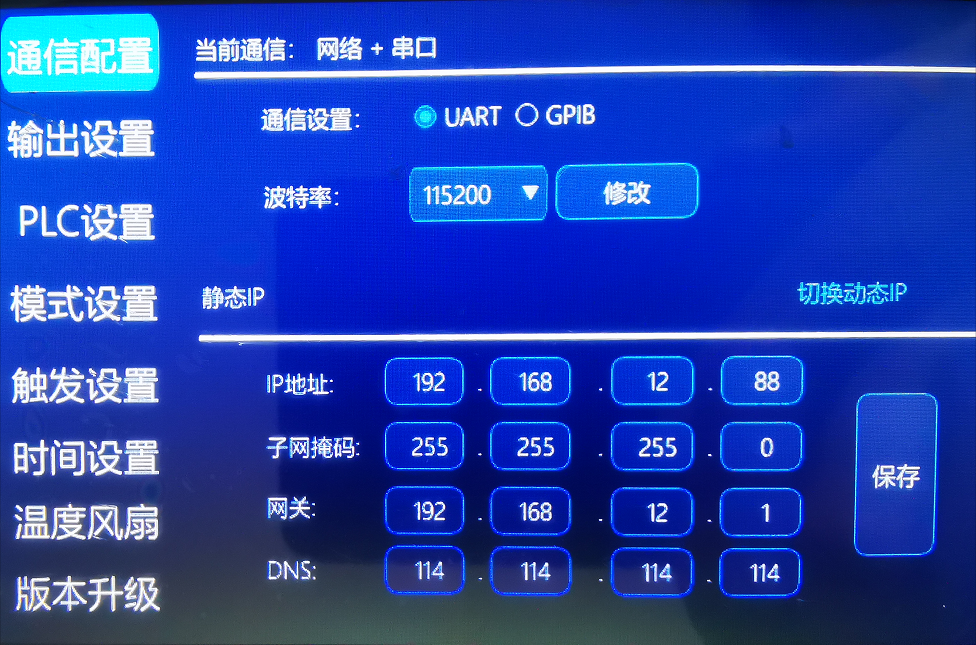 通信配置
输出设置
PLC设置
模式设置
触发设置
时间设置
温度风扇
版本升级
当前通信： 网络 + 串口
通信设置: UART GPIB
波特率: 115200 修改
静态IP 切换动态IP
IP地址: 192 . 168 . 12 . 88
子网掩码: 255 . 255 . 255 . 0
网关: 192 . 168 . 12 . 1
DNS: 114 . 114 . 114 . 114
保存